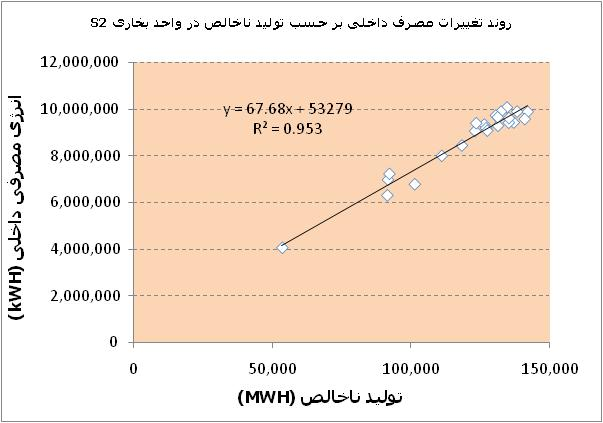 روند تغییرات مصرف داخلی بر حسب تولید ناخالص در واحد بخاری S2
انرژی مصرفی داخلی (kWH)
12,000,000
10,000,000
8,000,000
6,000,000
4,000,000
2,000,000
0
y = 67.68x + 53279
R² = 0.953
0
50,000
100,000
150,000
تولید ناخالص (MWH)